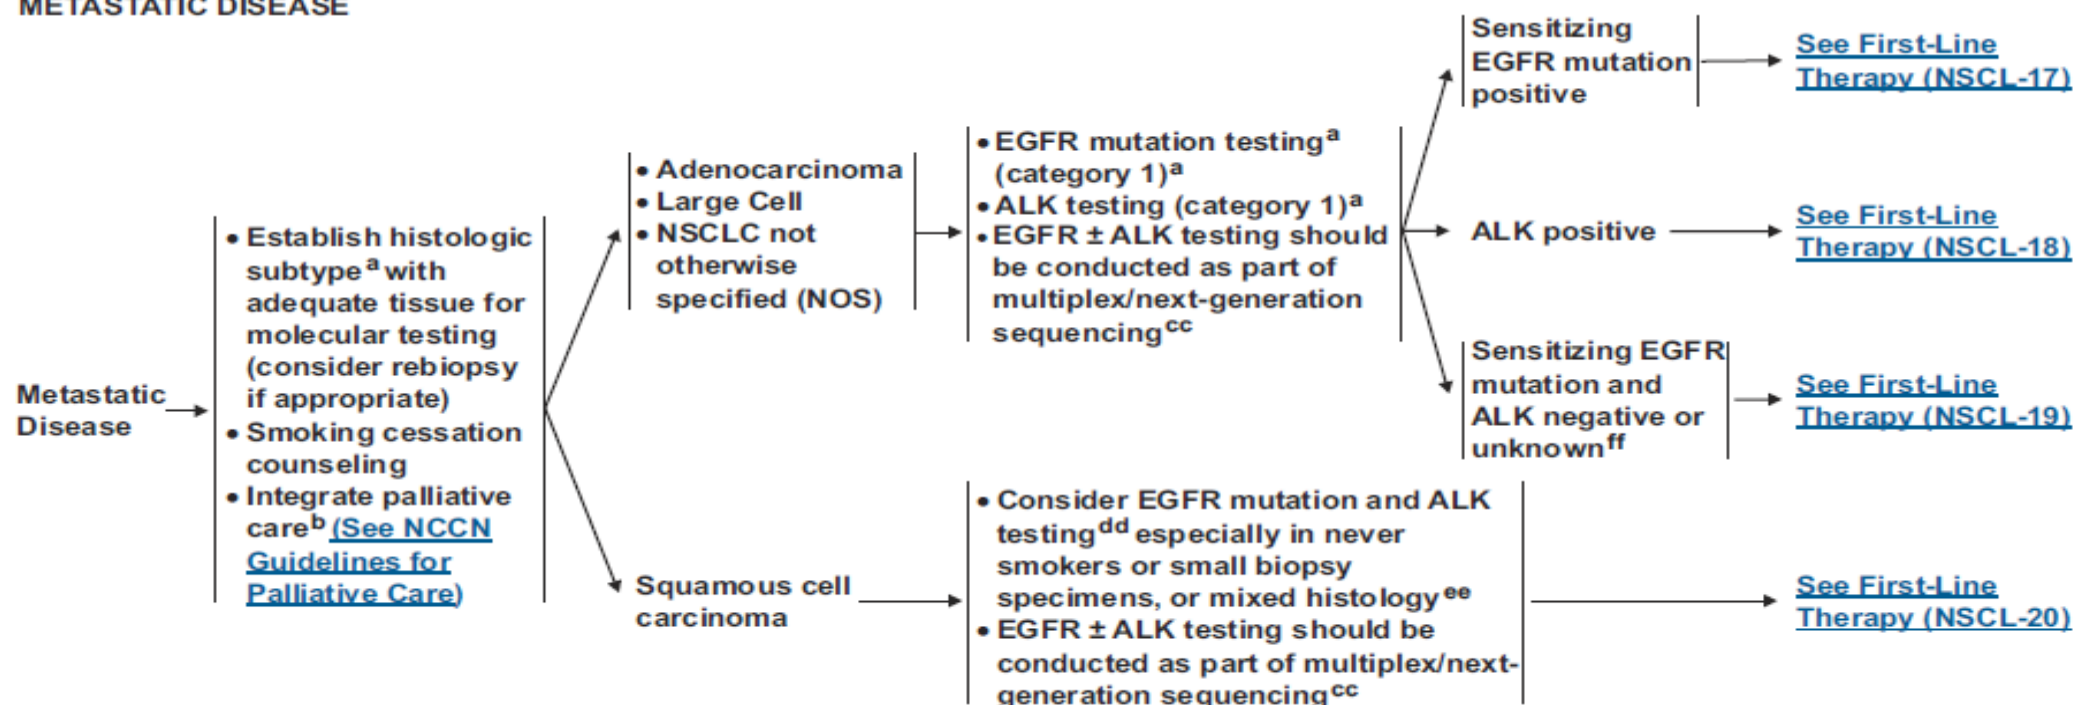 METASTATIC DISEASE
Metastatic
Disease
• Establish histologic
subtypeᵃ with
adequate tissue for
molecular testing
(consider rebiopsy
if appropriate)
• Smoking cessation
counseling
• Integrate palliative
careᵇ (See NCCN
Guidelines for
Palliative Care)
• Adenocarcinoma
• Large Cell
• NSCLC not
otherwise
specified (NOS)
• EGFR mutation testingᵃ
(category 1)ᵃ
• ALK testing (category 1)ᵃ
• EGFR ± ALK testing should
be conducted as part of
multiplex/next-generation
sequencingᶜᶜ
Sensitizing
EGFR mutation
positive
See First-Line
Therapy (NSCL-17)
ALK positive
See First-Line
Therapy (NSCL-18)
Sensitizing EGFR
mutation and
ALK negative or
unknownᶠᶠ
See First-Line
Therapy (NSCL-19)
Squamous cell
carcinoma
• Consider EGFR mutation and ALK
testingᵈᵈ especially in never
smokers or small biopsy
specimens, or mixed histologyᵉᵉ
• EGFR ± ALK testing should be
conducted as part of multiplex/next-
generation sequencingᶜᶜ
See First-Line
Therapy (NSCL-20)